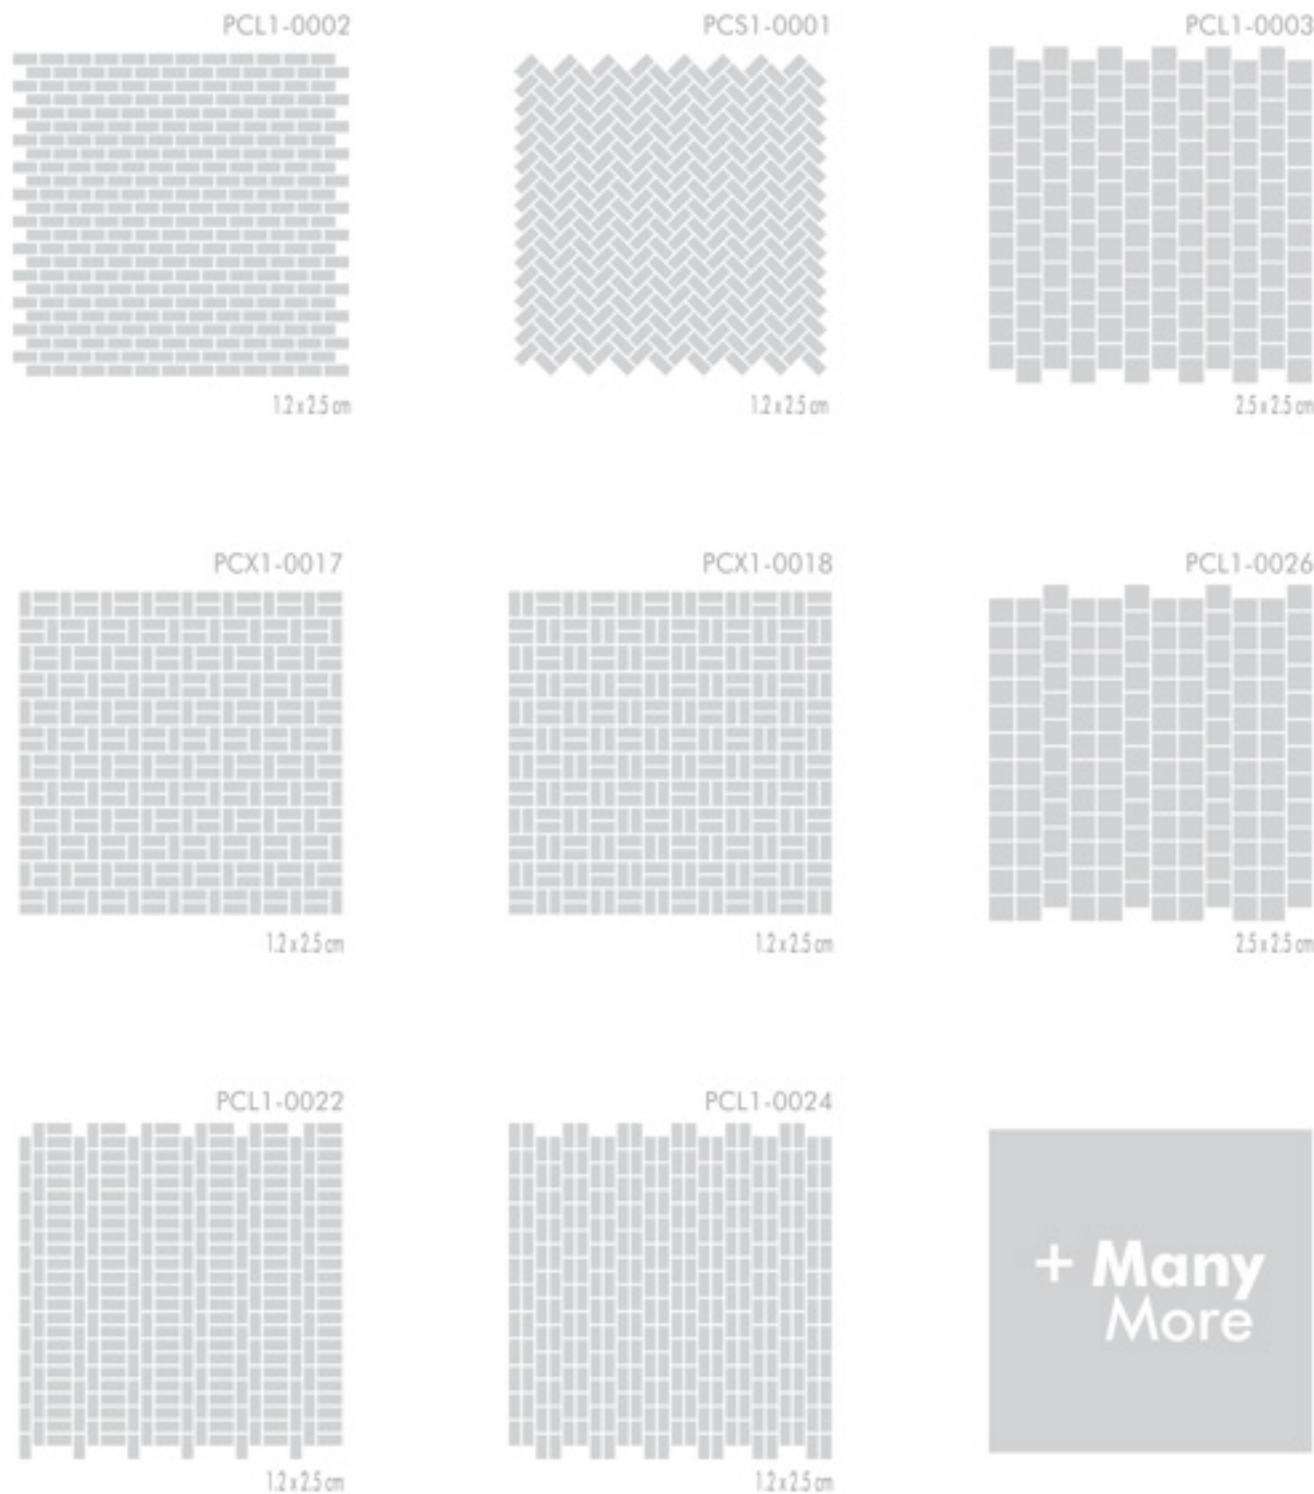 PCL1-0002
PCS1-0001
PCL1-0003
1.2 x 2.5 cm
1.2 x 2.5 cm
2.5 x 2.5 cm
PCX1-0017
PCX1-0018
PCL1-0026
1.2 x 2.5 cm
1.2 x 2.5 cm
2.5 x 2.5 cm
PCL1-0022
PCL1-0024
+ Many
More
1.2 x 2.5 cm
1.2 x 2.5 cm